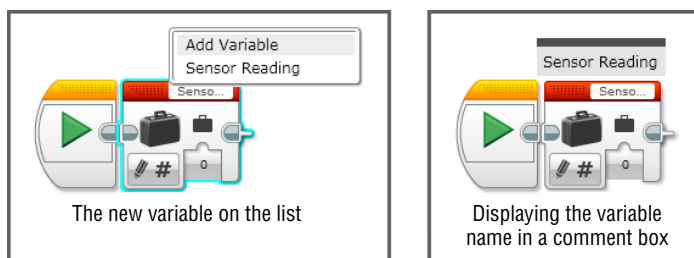 Add Variable
Sensor Reading
Senso...
#
0
The new variable on the list
Sensor Reading
Senso...
#
0
Displaying the variable
name in a comment box